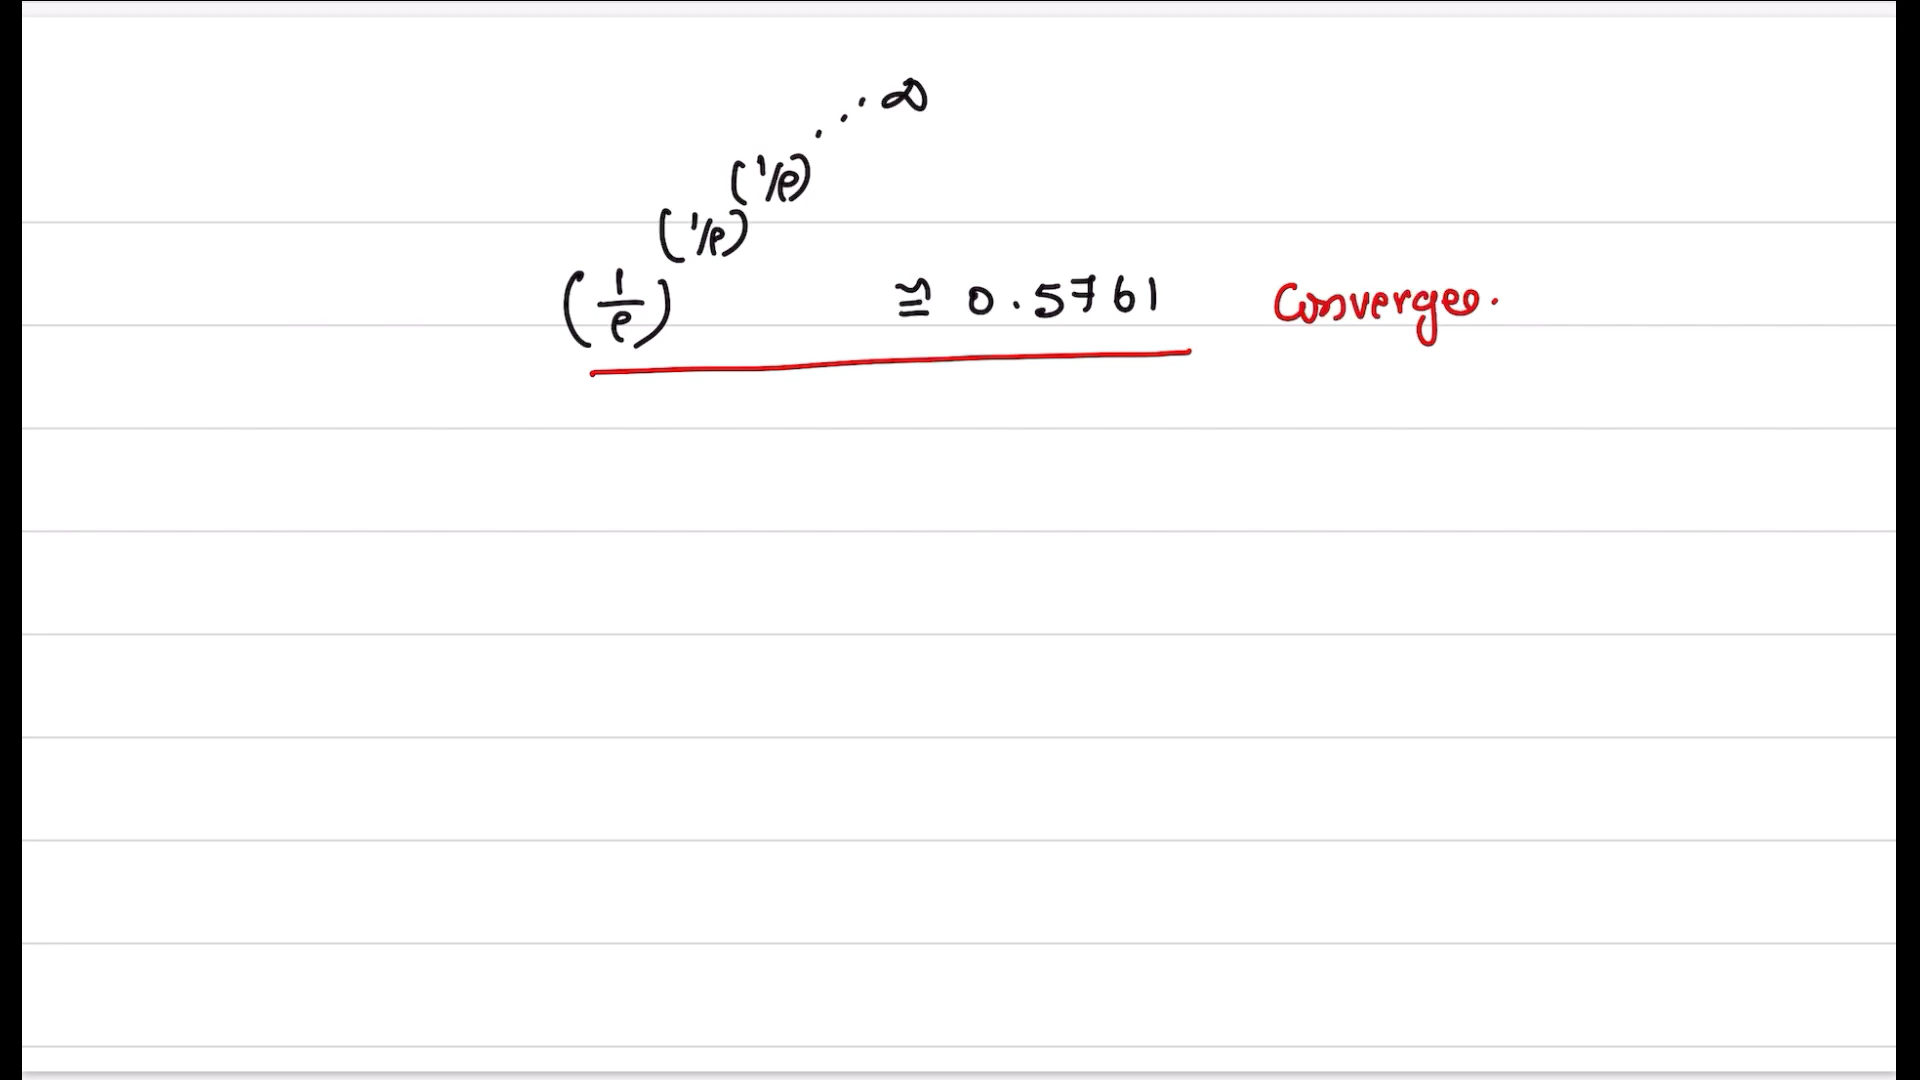 (1/e)^(1/e)^(1/e)^...∞ ≅ 0.5761 Converges.